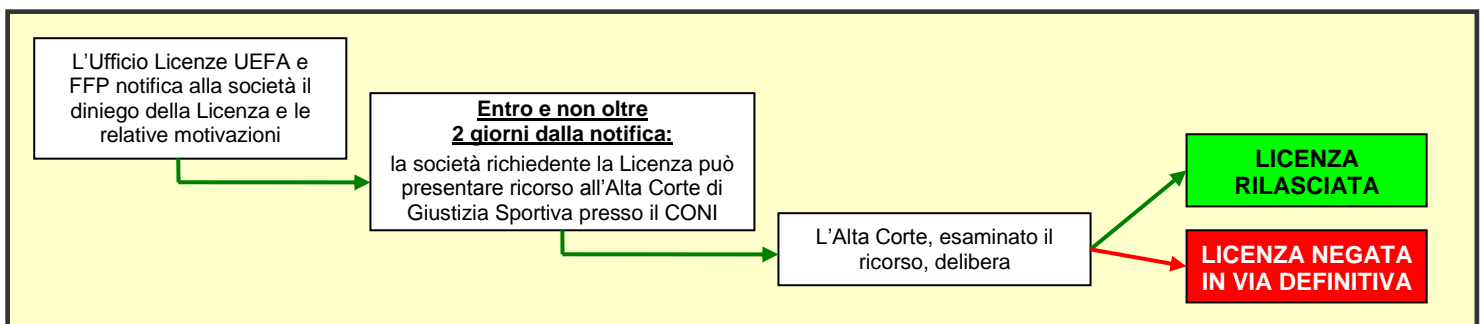 L'Ufficio Licenze UEFA e
FFP notifica alla società il
diniego della Licenza e le
relative motivazioni
Entro e non oltre
2 giorni dalla notifica:
la società richiedente la Licenza può
presentare ricorso all'Alta Corte di
Giustizia Sportiva presso il CONI
L'Alta Corte, esaminato il
ricorso, delibera
LICENZA
RILASCIATA
LICENZA NEGATA
IN VIA DEFINITIVA